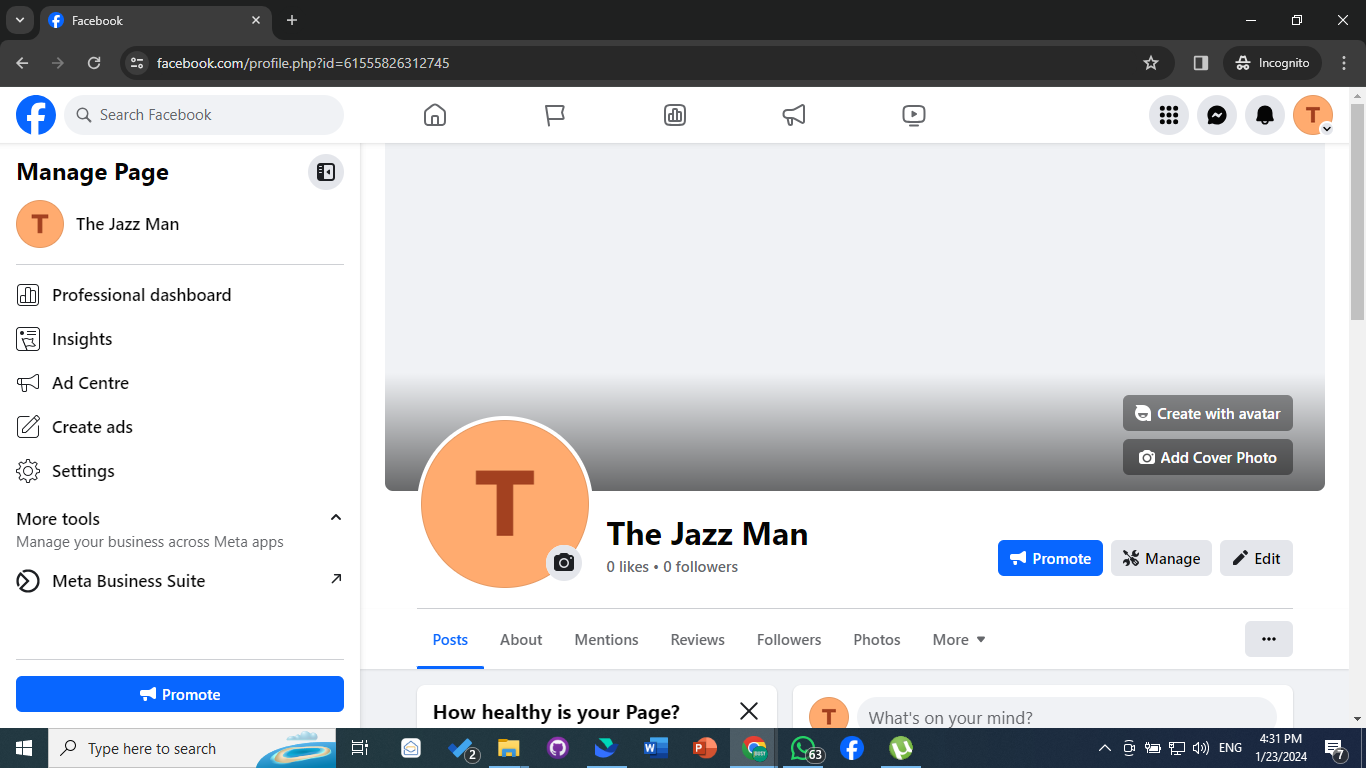 Facebook
facebook.com/profile.php?id=61555826312745
Incognito
Search Facebook
T
Manage Page
T
The Jazz Man
Professional dashboard
Insights
Ad Centre
Create ads
Settings
More tools
Manage your business across Meta apps
Meta Business Suite
Promote
Create with avatar
Add Cover Photo
T
The Jazz Man
0 likes • 0 followers
Promote
Manage
Edit
Posts
About
Mentions
Reviews
Followers
Photos
More
How healthy is your Page?
T
What's on your mind?
Type here to search
2
63
ENG
4:31 PM
1/23/2024
7